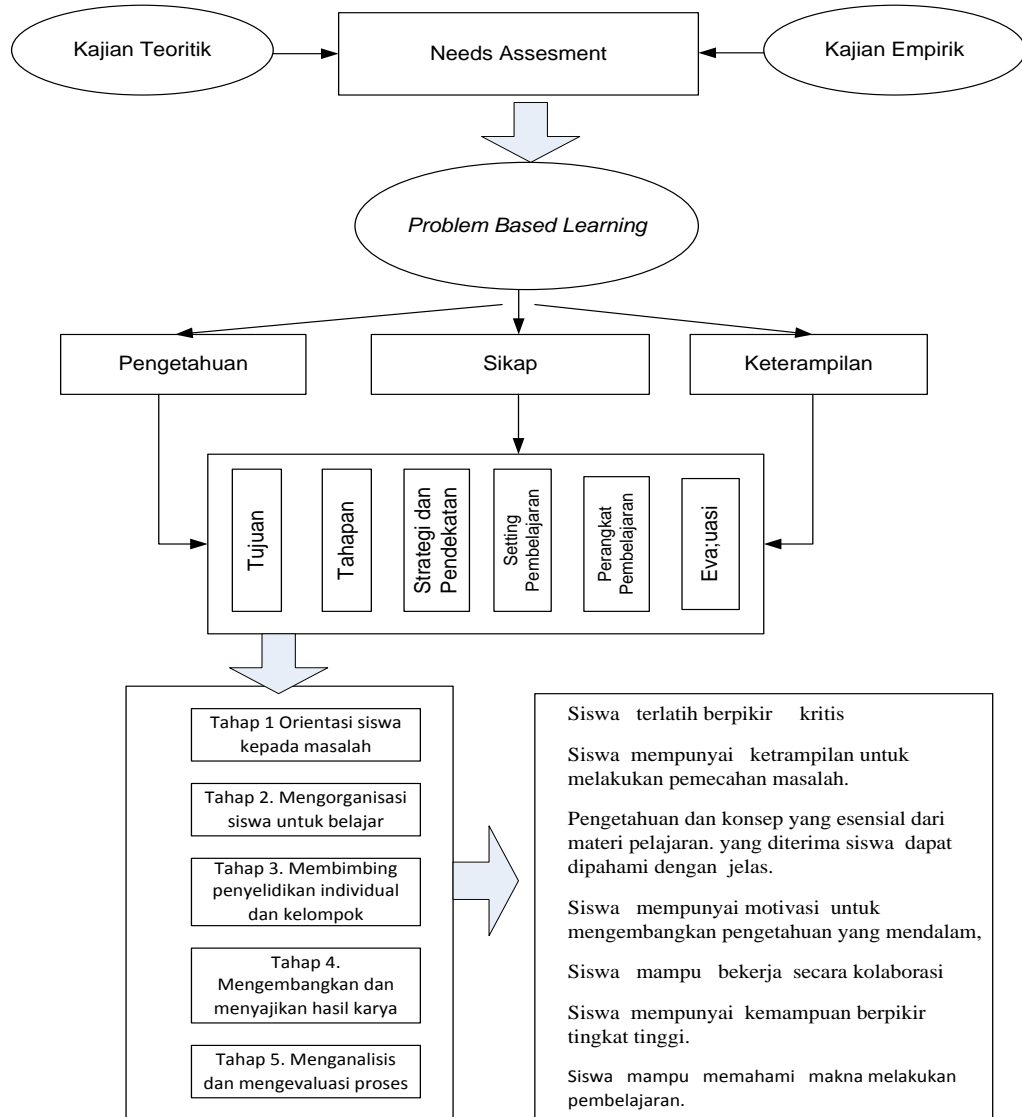 Kajian Teoritik
Needs Assesment
Kajian Empirik
Problem Based Learning
Pengetahuan
Sikap
Keterampilan
Tujuan
Tahapan
Strategi dan
Pendekatan
Setting
Pembelajaran
Perangkat
Pembelajaran
Eva;uasi
Tahap 1 Orientasi siswa
kepada masalah
Tahap 2. Mengorganisasi
siswa untuk belajar
Tahap 3. Membimbing
penyelidikan individual
dan kelompok
Tahap 4.
Mengembangkan dan
menyajikan hasil karya
Tahap 5. Menganalisis
dan mengevaluasi proses
Siswa terlatih berpikir kritis
Siswa mempunyai ketrampilan untuk
melakukan pemecahan masalah.
Pengetahuan dan konsep yang esensial dari
materi pelajaran. yang diterima siswa dapat
dipahami dengan jelas.
Siswa mempunyai motivasi untuk
mengembangkan pengetahuan yang mendalam,
Siswa mampu bekerja secara kolaborasi
Siswa mempunyai kemampuan berpikir
tingkat tinggi.
Siswa mampu memahami makna melakukan
pembelajaran.